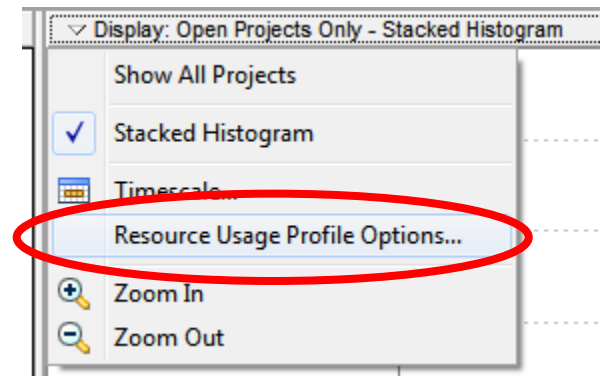 Display: Open Projects Only - Stacked Histogram
Show All Projects
Stacked Histogram
Timescale...
Resource Usage Profile Options...
Zoom In
Zoom Out